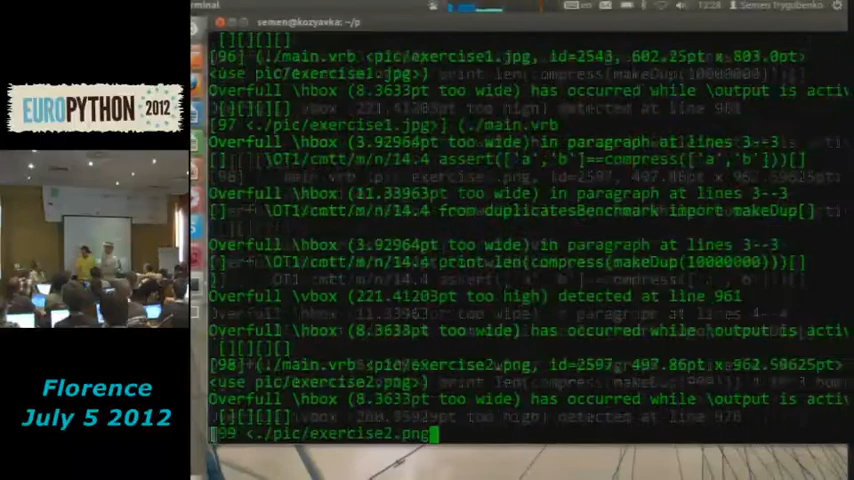 rminal
12:28
Semen Trygubenko
semen@kozyavka: ~/p
[][][][]
[96] (./main.vrb <pic/exercise1.jpg, id=2543, 602.25pt x 803.0pt>
<use pic/exercise1.jpg>)
Overfull \hbox (8.3633pt too wide) has occurred while \output is activ
[][][][]
[97 <./pic/exercise1.jpg>] (./main.vrb
Overfull \hbox (3.92964pt too wide) in paragraph at lines 3--3
[] \OT1/cmtt/m/n/14.4 assert(['a','b']==compress(['a','b']))[]
Overfull \hbox (11.33963pt too wide) in paragraph at lines 3--3
[] \OT1/cmtt/m/n/14.4 from duplicatesBenchmark import makeDup[]
Overfull \hbox (3.92964pt too wide) in paragraph at lines 3--3
[] \OT1/cmtt/m/n/14.4 print len(compress(makeDup(10000000)))[]
)
Overfull \vbox (221.41203pt too high) detected at line 961
Overfull \hbox (8.3633pt too wide) has occurred while \output is activ
[][][][]
[98] (./main.vrb <pic/exercise2.png, id=2597, 497.86pt x 962.59625pt>
<use pic/exercise2.png>)
Overfull \hbox (8.3633pt too wide) has occurred while \output is activ
[][][][]
[99 <./pic/exercise2.png
EUROPYTHON 2012
Florence
July 5 2012